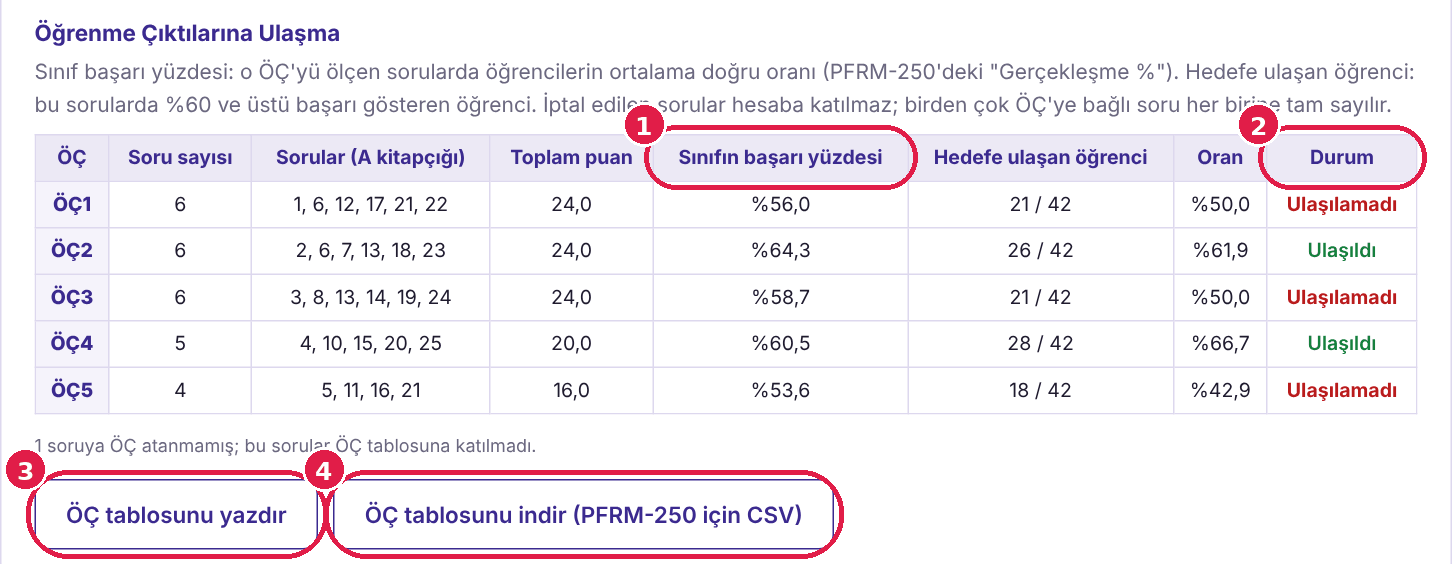 Öğrenme Çıktılarına Ulaşma
Sınıf başarı yüzdesi: o ÖÇ'yü ölçen sorularda öğrencilerin ortalama doğru oranı (PFRM-250'deki "Gerçekleşme %"). Hedefe ulaşan öğrenci:
bu sorularda %60 ve üstü başarı gösteren öğrenci. İptal edilen sorular hesaba katılmaz; birden çok ÖÇ'ye bağlı soru her birine tam sayılır.
1 2
ÖÇ Soru sayısı Sorular (A kitapçığı) Toplam puan Sınıfın başarı yüzdesi Hedefe ulaşan öğrenci Oran Durum
ÖÇ1 6 1, 6, 12, 17, 21, 22 24,0 %56,0 21 / 42 %50,0 Ulaşılamadı
ÖÇ2 6 2, 6, 7, 13, 18, 23 24,0 %64,3 26 / 42 %61,9 Ulaşıldı
ÖÇ3 6 3, 8, 13, 14, 19, 24 24,0 %58,7 21 / 42 %50,0 Ulaşılamadı
ÖÇ4 5 4, 10, 15, 20, 25 20,0 %60,5 28 / 42 %66,7 Ulaşıldı
ÖÇ5 4 5, 11, 16, 21 16,0 %53,6 18 / 42 %42,9 Ulaşılamadı
1 soruya ÖÇ atanmamış; bu sorular ÖÇ tablosuna katılmadı.
3 4
ÖÇ tablosunu yazdır ÖÇ tablosunu indir (PFRM-250 için CSV)